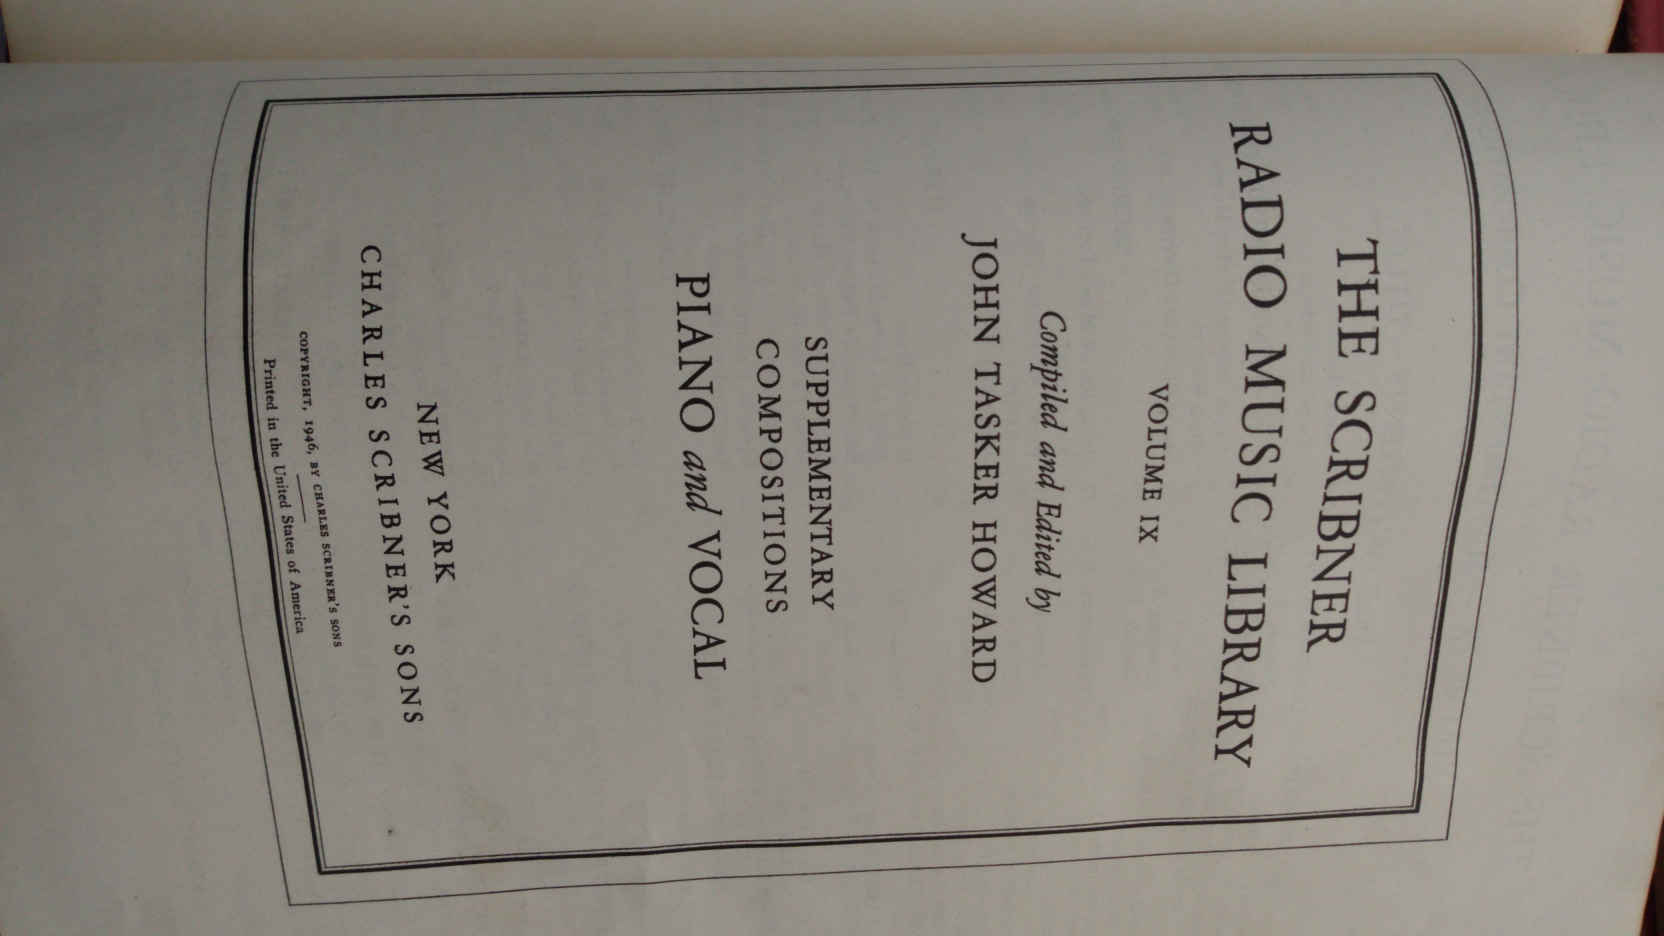 THE SCRIBNER
RADIO MUSIC LIBRARY
VOLUME IX
Compiled and Edited by
JOHN TASKER HOWARD
SUPPLEMENTARY
COMPOSITIONS
PIANO and VOCAL
NEW YORK
CHARLES SCRIBNER'S SONS
COPYRIGHT, 1946, BY CHARLES SCRIBNER'S SONS
Printed in the United States of America